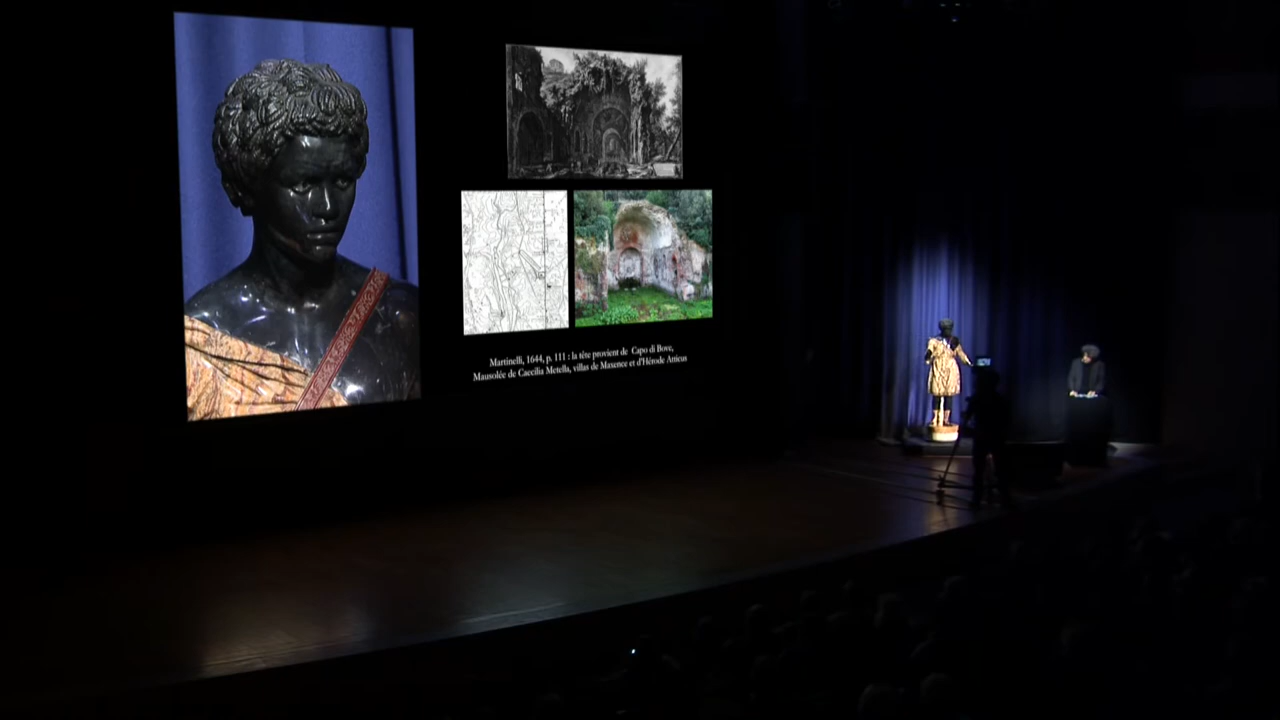 Martinelli, 1644, p. 111 : la tête provient de Capo di Bove,
Mausolée de Caecilia Metella, villas de Maxence et d'Hérode Atticus